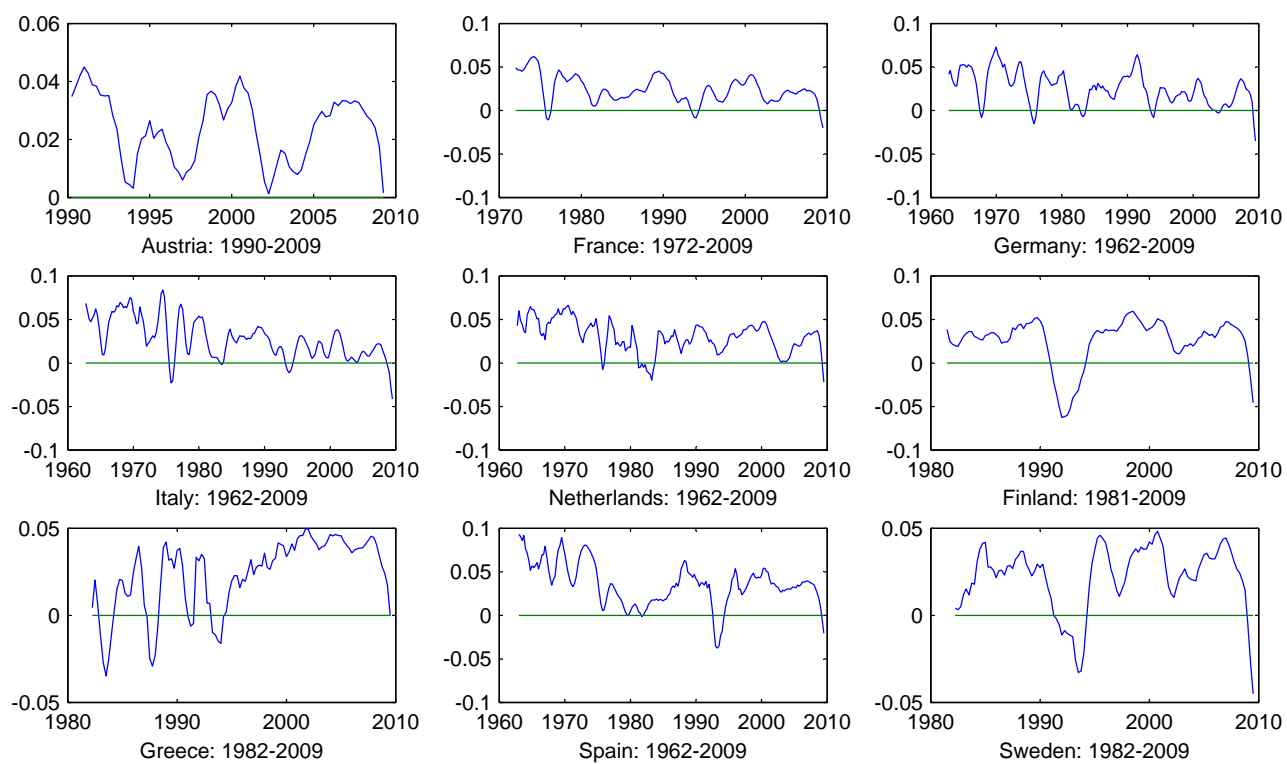 0.06
0.04
0.02
0
1990 1995 2000 2005 2010
Austria: 1990-2009
0.1
0.05
0
-0.05
-0.1
1970 1980 1990 2000 2010
France: 1972-2009
0.1
0.05
0
-0.05
-0.1
1960 1970 1980 1990 2000 2010
Germany: 1962-2009
0.1
0.05
0
-0.05
-0.1
1960 1970 1980 1990 2000 2010
Italy: 1962-2009
0.1
0.05
0
-0.05
-0.1
1960 1970 1980 1990 2000 2010
Netherlands: 1962-2009
0.1
0.05
0
-0.05
-0.1
1980 1990 2000 2010
Finland: 1981-2009
0.05
0
0.05
1980 1990 2000 2010
Greece: 1982-2009
0.1
0.05
0
-0.05
-0.1
1960 1970 1980 1990 2000 2010
Spain: 1962-2009
0.05
0
0.05
1980 1990 2000 2010
Sweden: 1982-2009